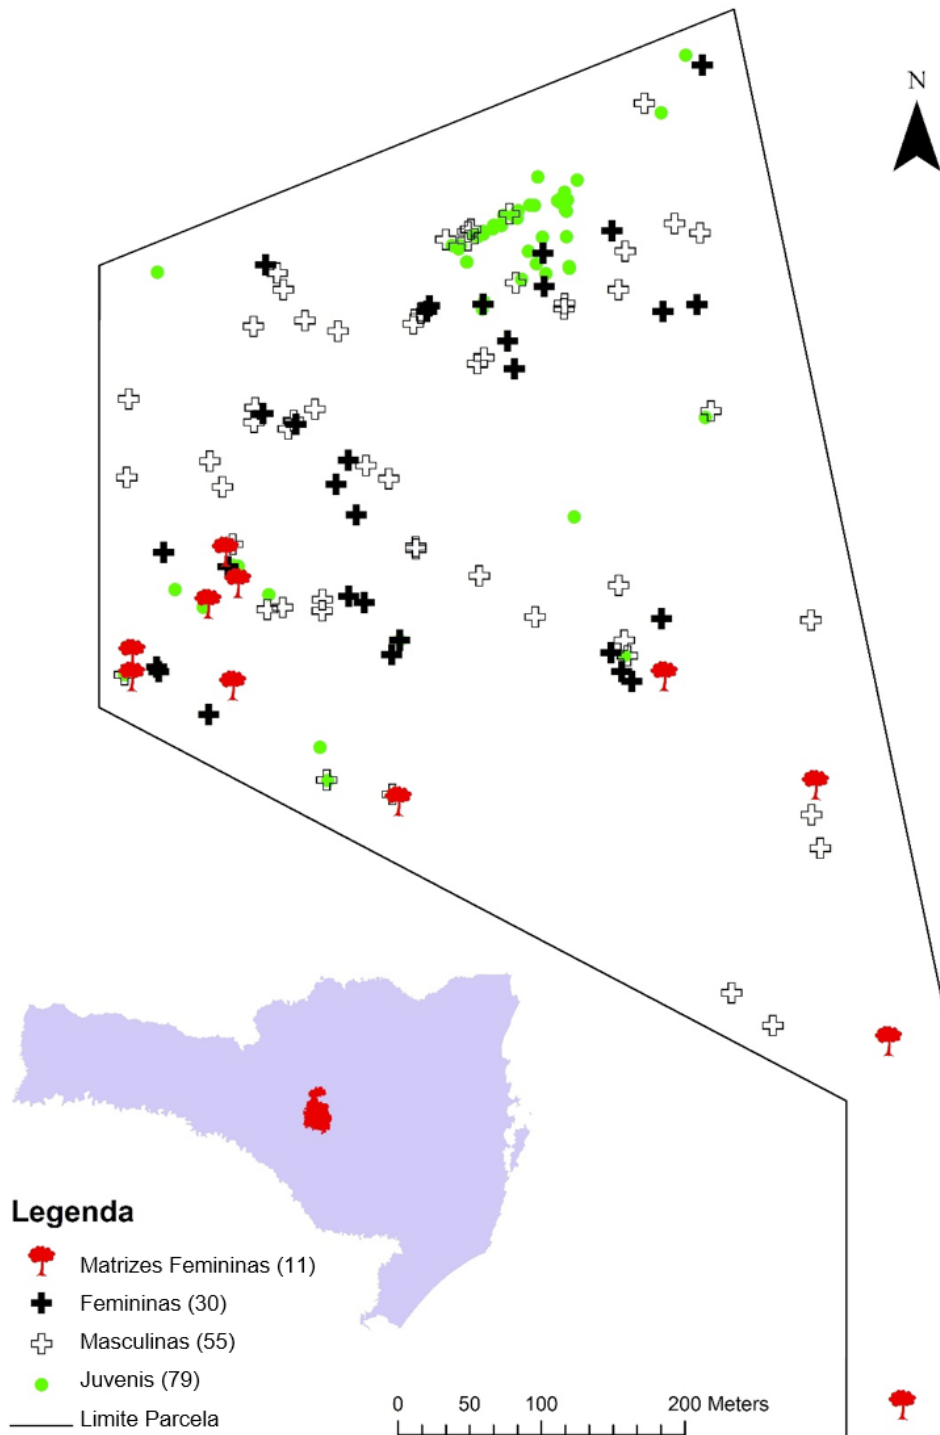 N
Legenda
Matrizes Femininas (11)
Femininas (30)
Masculinas (55)
Juvenis (79)
Limite Parcela
0 50 100 200 Meters